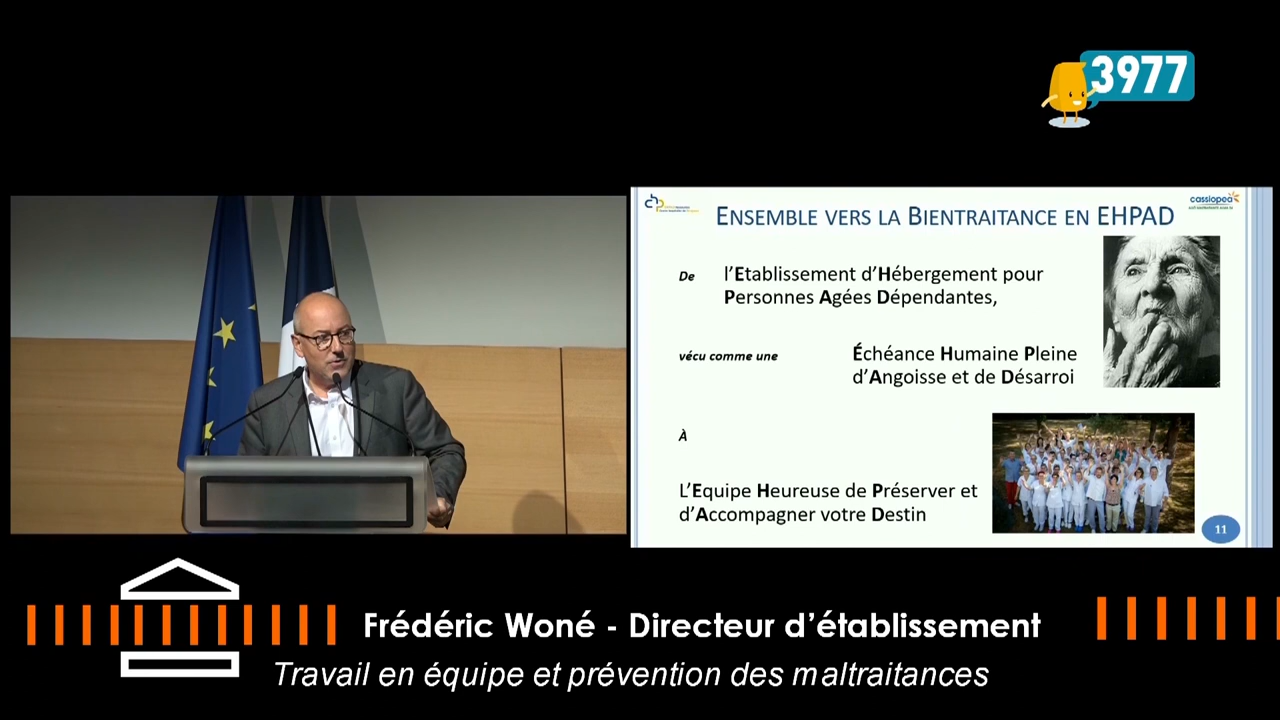 3977
chp
cassiopea
ENSEMBLE VERS LA BIENTRAITANCE EN EHPAD
De l'Etablissement d'Hébergement pour
Personnes Agées Dépendantes,
vécu comme une Échéance Humaine Pleine
d'Angoisse et de Désarroi
À
L'Equipe Heureuse de Préserver et
d'Accompagner votre Destin
11
Frédéric Woné - Directeur d'établissement
Travail en équipe et prévention des maltraitances